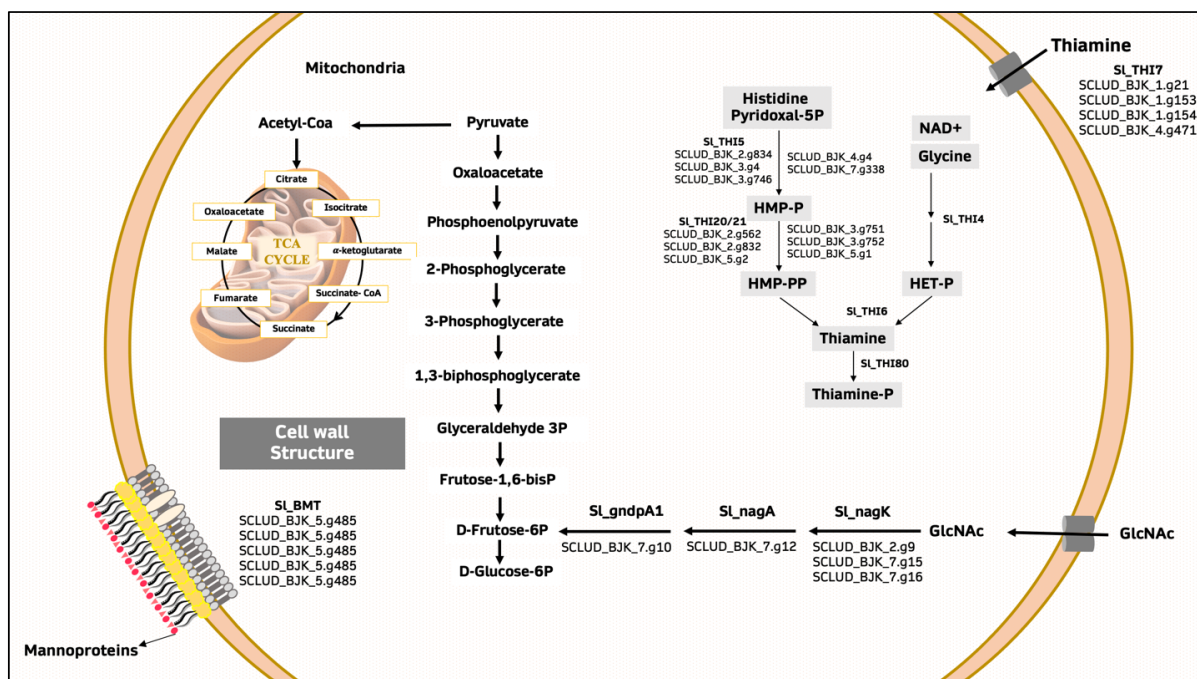 Mitochondria
Acetyl-Coa
Pyruvate
Citrate
Isocitrate
Oxaloacetate
TCA
CYCLE
Malate
α-ketoglutarate
Fumarate
Succinate- CoA
Succinate
Oxaloacetate
Phosphoenolpyruvate
2-Phosphoglycerate
3-Phosphoglycerate
1,3-biphosphoglycerate
Glyceraldehyde 3P
Frutose-1,6-bisP
D-Frutose-6P
D-Glucose-6P
Cell wall
Structure
Sl_BMT
SCLUD_BJK_5.g485
SCLUD_BJK_5.g485
SCLUD_BJK_5.g485
SCLUD_BJK_5.g485
SCLUD_BJK_5.g485
Mannoproteins
Histidine
Pyridoxal-5P
Sl_THI5
SCLUD_BJK_2.g834
SCLUD_BJK_3.g4
SCLUD_BJK_3.g746
SCLUD_BJK_4.g4
SCLUD_BJK_7.g338
HMP-P
Sl_THI20/21
SCLUD_BJK_2.g562
SCLUD_BJK_2.g832
SCLUD_BJK_5.g2
SCLUD_BJK_3.g751
SCLUD_BJK_3.g752
SCLUD_BJK_5.g1
HMP-PP
NAD+
Glycine
Sl_THI4
HET-P
Sl_THI6
Thiamine
Sl_THI80
Thiamine-P
Thiamine
Sl_THI7
SCLUD_BJK_1.g21
SCLUD_BJK_1.g153
SCLUD_BJK_1.g154
SCLUD_BJK_4.g471
Sl_gndpA1
SCLUD_BJK_7.g10
Sl_nagA
SCLUD_BJK_7.g12
Sl_nagK
SCLUD_BJK_2.g9
SCLUD_BJK_7.g15
SCLUD_BJK_7.g16
GlcNAc
GlcNAc